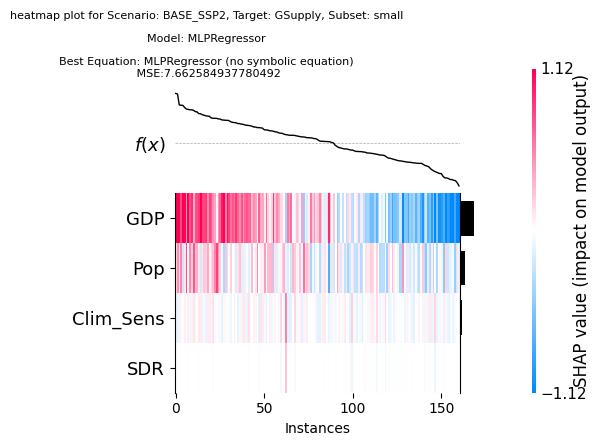 heatmap plot for Scenario: BASE_SSP2, Target: GSupply, Subset: small
Model: MLPRegressor
Best Equation: MLPRegressor (no symbolic equation)
MSE:7.662584937780492
f(x)
GDP
Pop
Clim_Sens
SDR
0
50
100
150
Instances
1.12
−1.12
SHAP value (impact on model output)